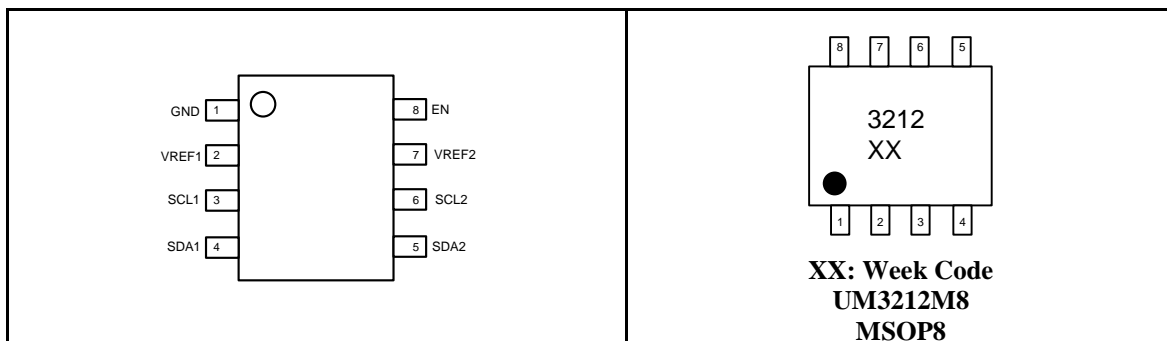 GND 1 8 EN
VREF1 2 7 VREF2
SCL1 3 6 SCL2
SDA1 4 5 SDA2
8 7 6 5
3212
XX
1 2 3 4
XX: Week Code
UM3212M8
MSOP8